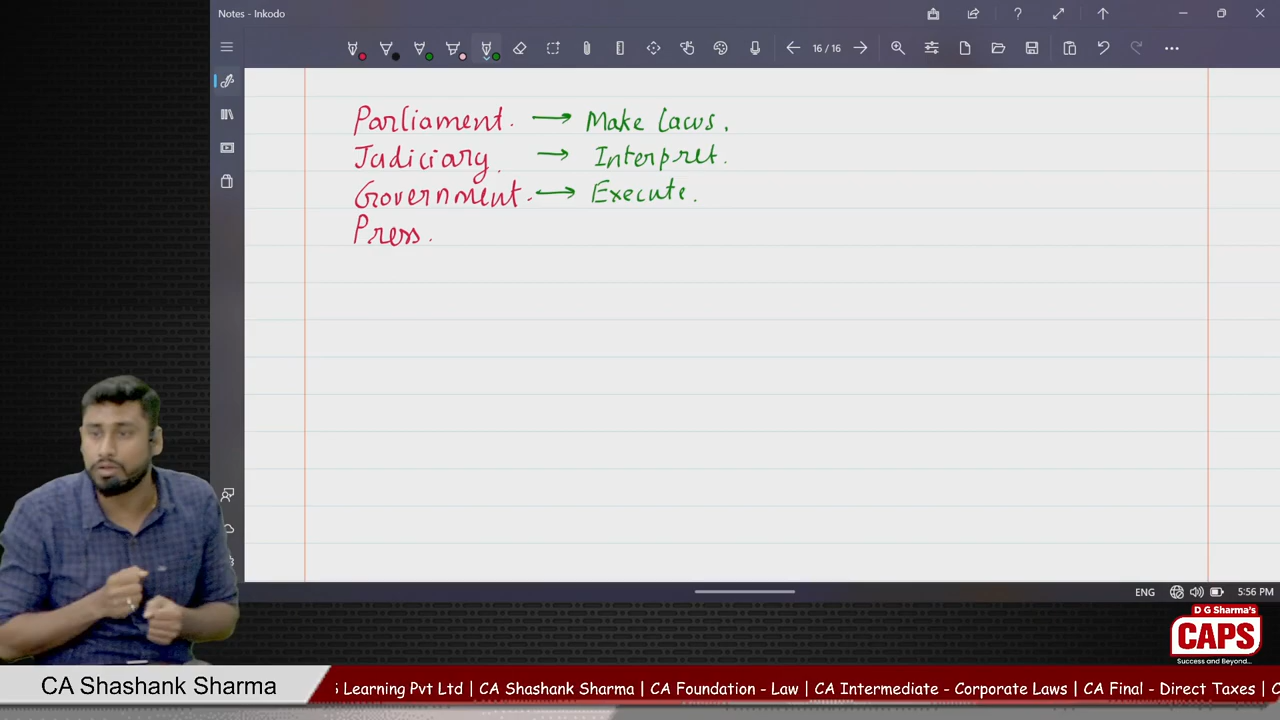 Notes - Inkodo
16/16
Parliament. → Make laws.
Judiciary → Interpret.
Government. → Execute.
Press.
ENG 5:56 PM
D G Sharma's
CAPS
Success and Beyond...
CA Shashank Sharma
S Learning Pvt Ltd | CA Shashank Sharma | CA Foundation - Law | CA Intermediate - Corporate Laws | CA Final - Direct Taxes | C